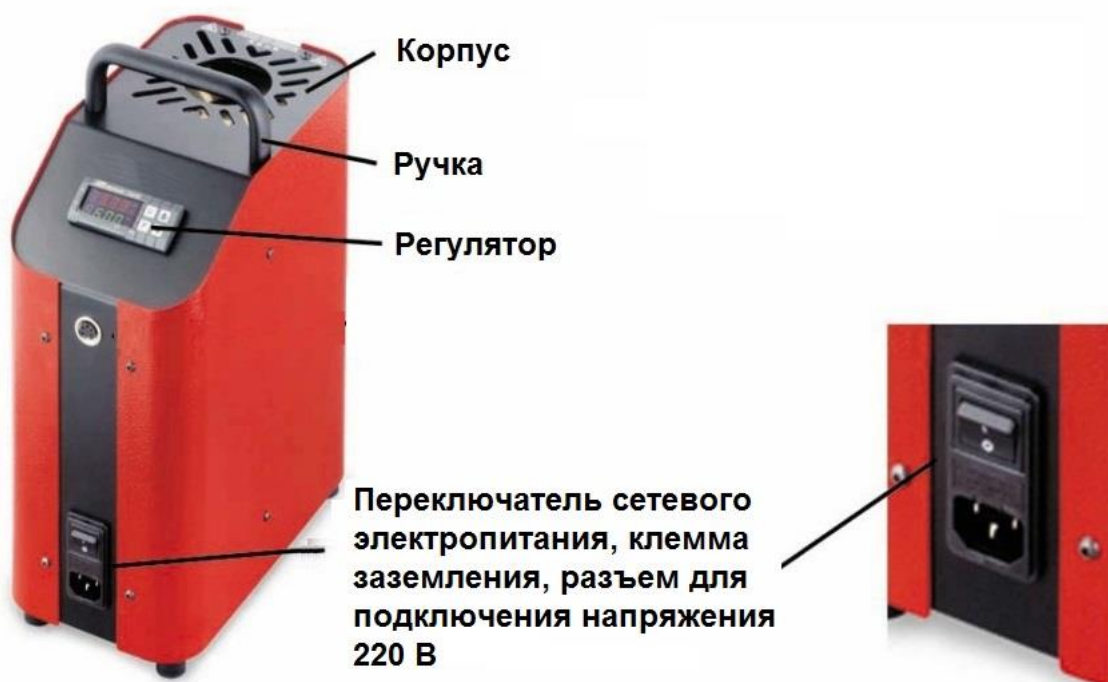 Корпус
Ручка
Регулятор
Переключатель сетевого
электропитания, клемма
заземления, разъем для
подключения напряжения
220 В